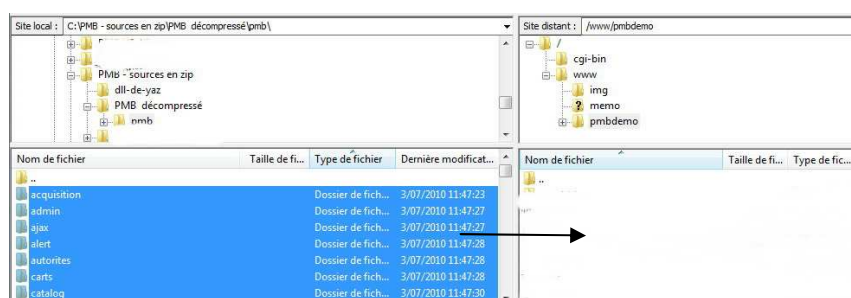 Site local : C:\PMB - sources en zip\PMB décompressé\pmb\
PMB - sources en zip
dll-de-yaz
PMB décompressé
pmb
Nom de fichier Taille de fi... Type de fichier Dernière modificat...
..
acquisition Dossier de fich... 3/07/2010 11:47:23
admin Dossier de fich... 3/07/2010 11:47:27
ajax Dossier de fich... 3/07/2010 11:47:27
alert Dossier de fich... 3/07/2010 11:47:28
autorites Dossier de fich... 3/07/2010 11:47:28
carts Dossier de fich... 3/07/2010 11:47:28
catalog Dossier de fich... 3/07/2010 11:47:30
Site distant : /www/pmbdemo
/
cgi-bin
www
img
? memo
pmbdemo
Nom de fichier Taille de fi... Type de fic...
..